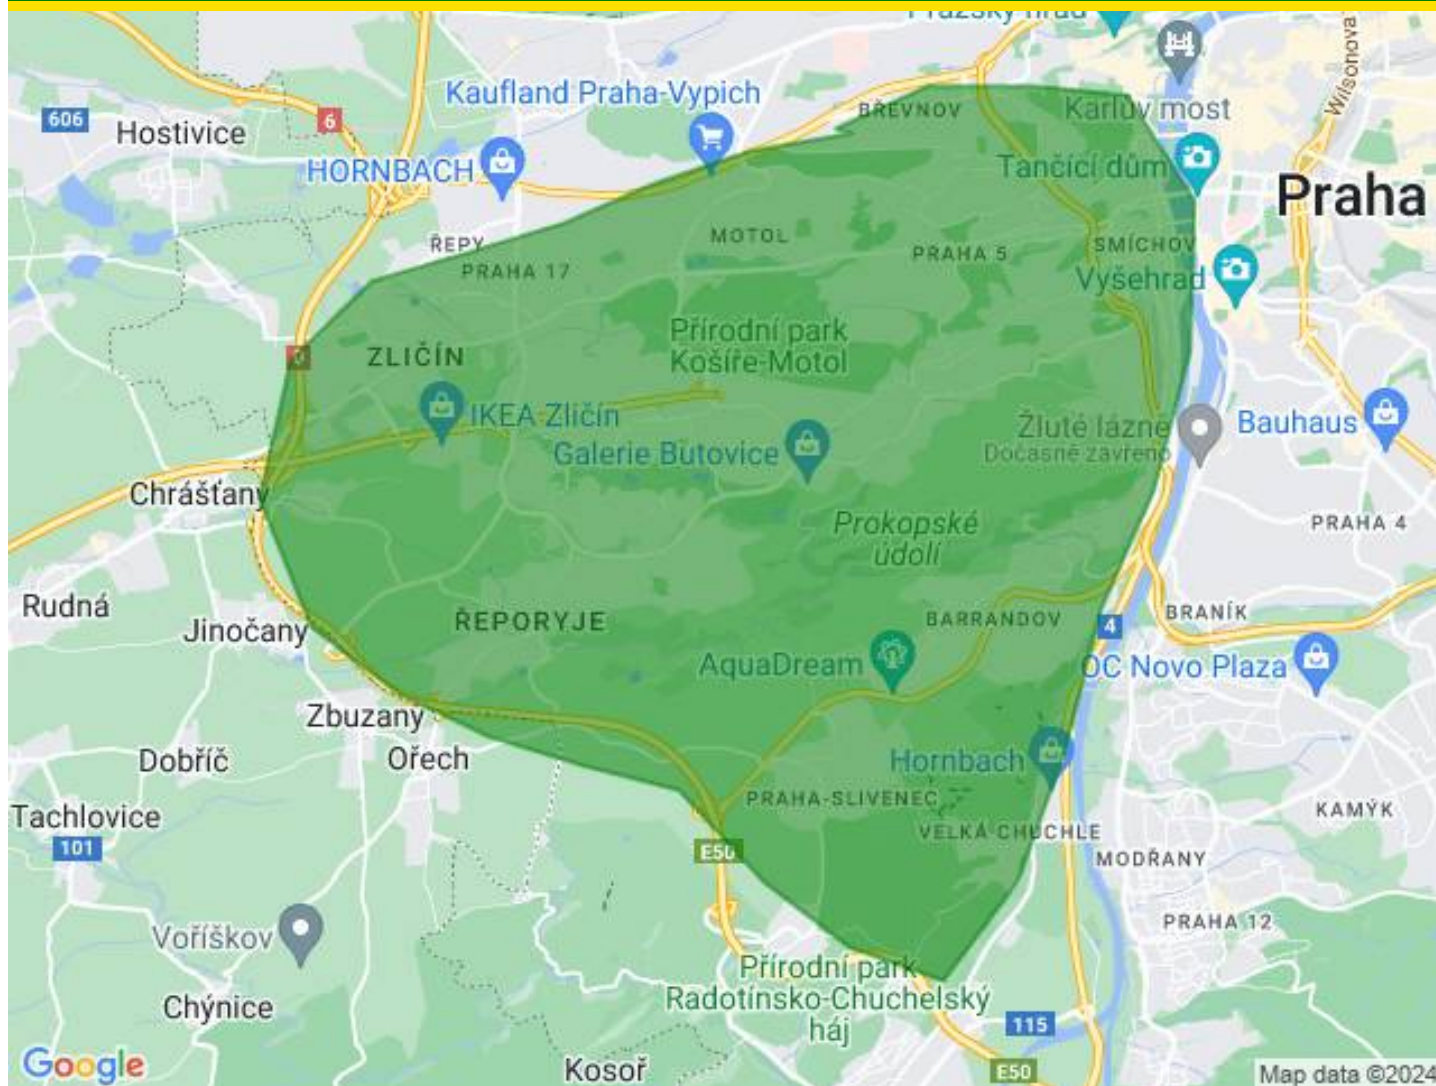 Pražský hrad
Kaufland Praha-Vypich
BŘEVNOV
Karlův most
Wilsonova
606
6
Hostivice
HORNBACH
Tančící dům
Praha
ŘEPY
MOTOL
PRAHA 5
SMÍCHOV
PRAHA 17
Vyšehrad
Přírodní park
Košíře-Motol
ZLIČÍN
IKEA Zličín
Galerie Butovice
Žluté lázně
Dočasně zavřeno
Bauhaus
Chrášťany
Prokopské
údolí
PRAHA 4
Rudná
Jinočany
ŘEPORYJE
BARRANDOV
4
BRANÍK
AquaDream
OC Novo Plaza
Zbuzany
Dobříč
Ořech
Hornbach
PRAHA-SLIVENEC
VELKÁ CHUCHLE
KAMÝK
Tachlovice
101
E50
MODŘANY
PRAHA 12
Voříškov
Přírodní park
Radotínsko-Chuchelský
háj
Chýnice
115
Google
Kosoř
E50
Map data ©2024